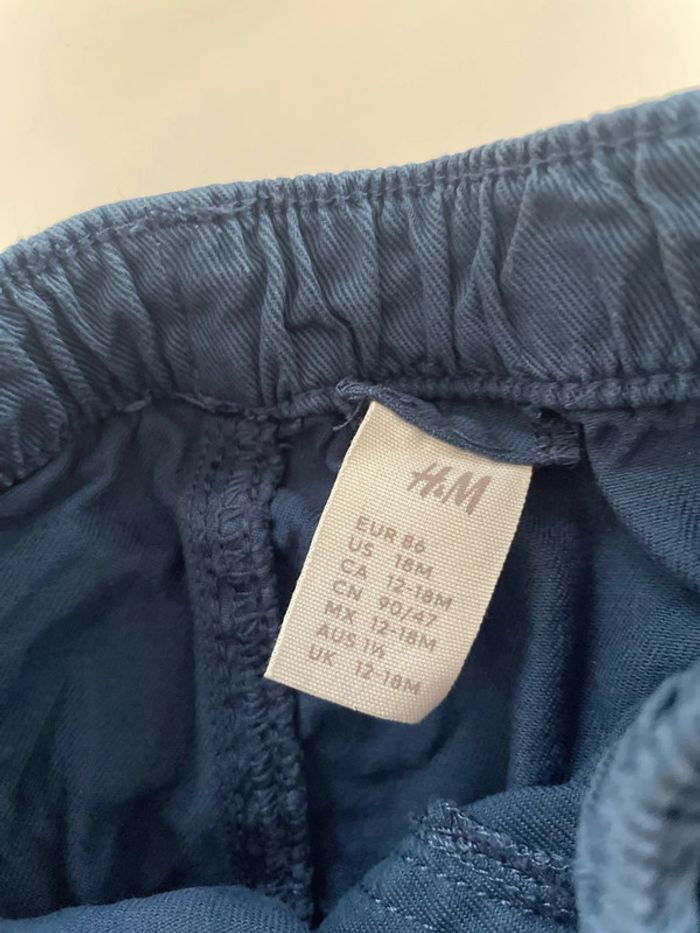 H&M
EUR 86
US 18M
CA 12-18M
CN 90/47
MX 12-18M
AUS 1½
UK 12-18M